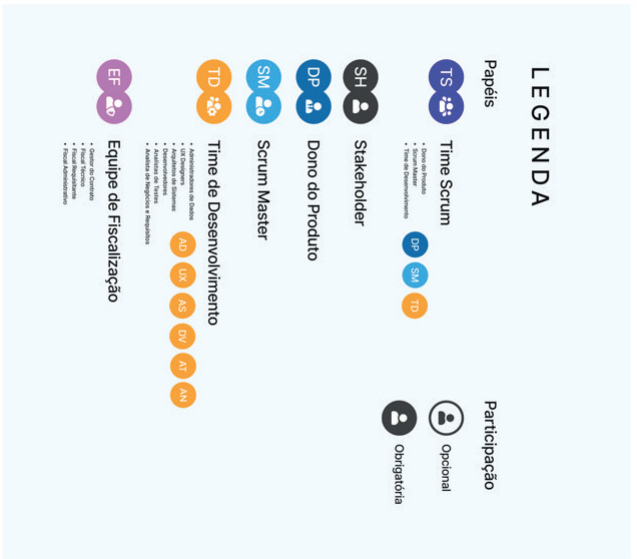 LEGENDA
Papéis
TS
Time Scrum
• Dono do Produto
• Scrum Master
• Time de Desenvolvimento
DP
SM
TD
SH
Stakeholder
DP
Dono do Produto
SM
Scrum Master
TD
Time de Desenvolvimento
• Administradores de Dados
• UX Designers
• Arquitetos de Sistemas
• Desenvolvedores
• Analistas de Testes
• Analista de Negócios e Requisitos
AD
UX
AS
DV
AT
AN
EF
Equipe de Fiscalização
• Gestor do Contrato
• Fiscal Técnico
• Fiscal Requisitante
• Fiscal Administrativo
Participação
Opcional
Obrigatória